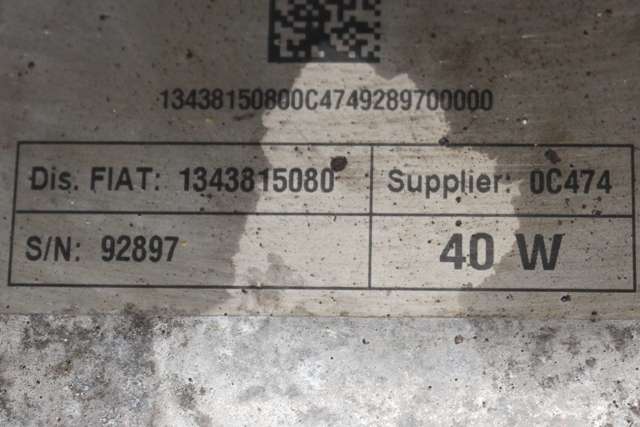 13438150800C4749289700000
Dis. FIAT: 1343815080 Supplier: 0C474
S/N: 92897 40 W